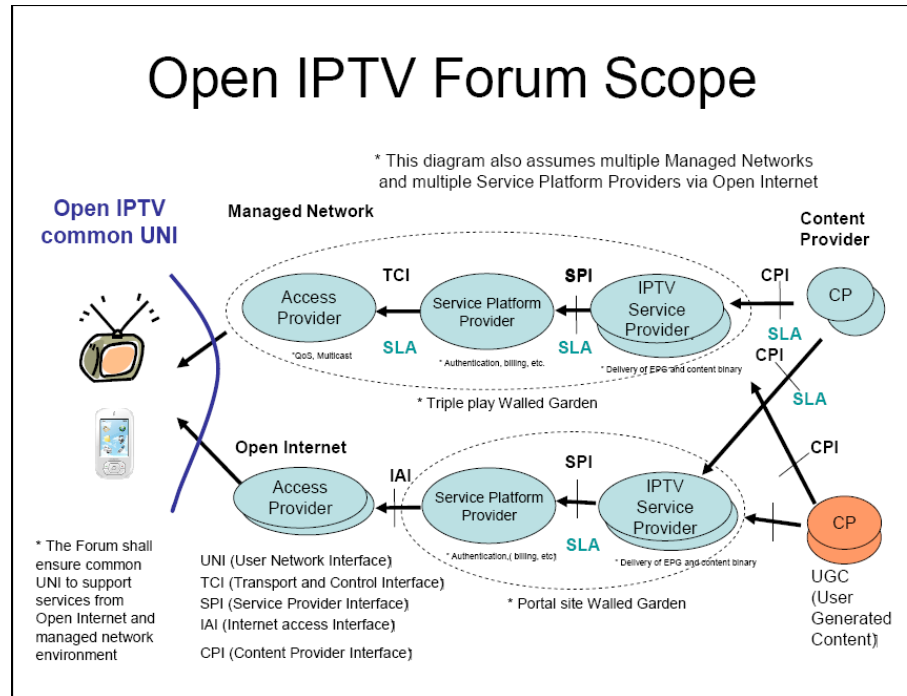 Open IPTV Forum Scope
* This diagram also assumes multiple Managed Networks
and multiple Service Platform Providers via Open Internet
Open IPTV
common UNI
Managed Network
Content
Provider
TCI
SPI
CPI
Access
Provider
Service Platform
Provider
IPTV
Service
Provider
CP
SLA
SLA
SLA
*QoS, Multicast
* Authentication, billing, etc.
* Delivery of EPG and content binary
CPI
SLA
* Triple play Walled Garden
CPI
Open Internet
IAI
SPI
Access
Provider
Service Platform
Provider
IPTV
Service
Provider
CP
SLA
* Authentication,( billing, etc)
* Delivery of EPG and content binary
* The Forum shall
ensure common
UNI to support
services from
Open Internet and
managed network
environment
UNI (User Network Interface)
TCI (Transport and Control Interface)
SPI (Service Provider Interface)
IAI (Internet access Interface)
CPI (Content Provider Interface)
* Portal site Walled Garden
UGC
(User
Generated
Content)